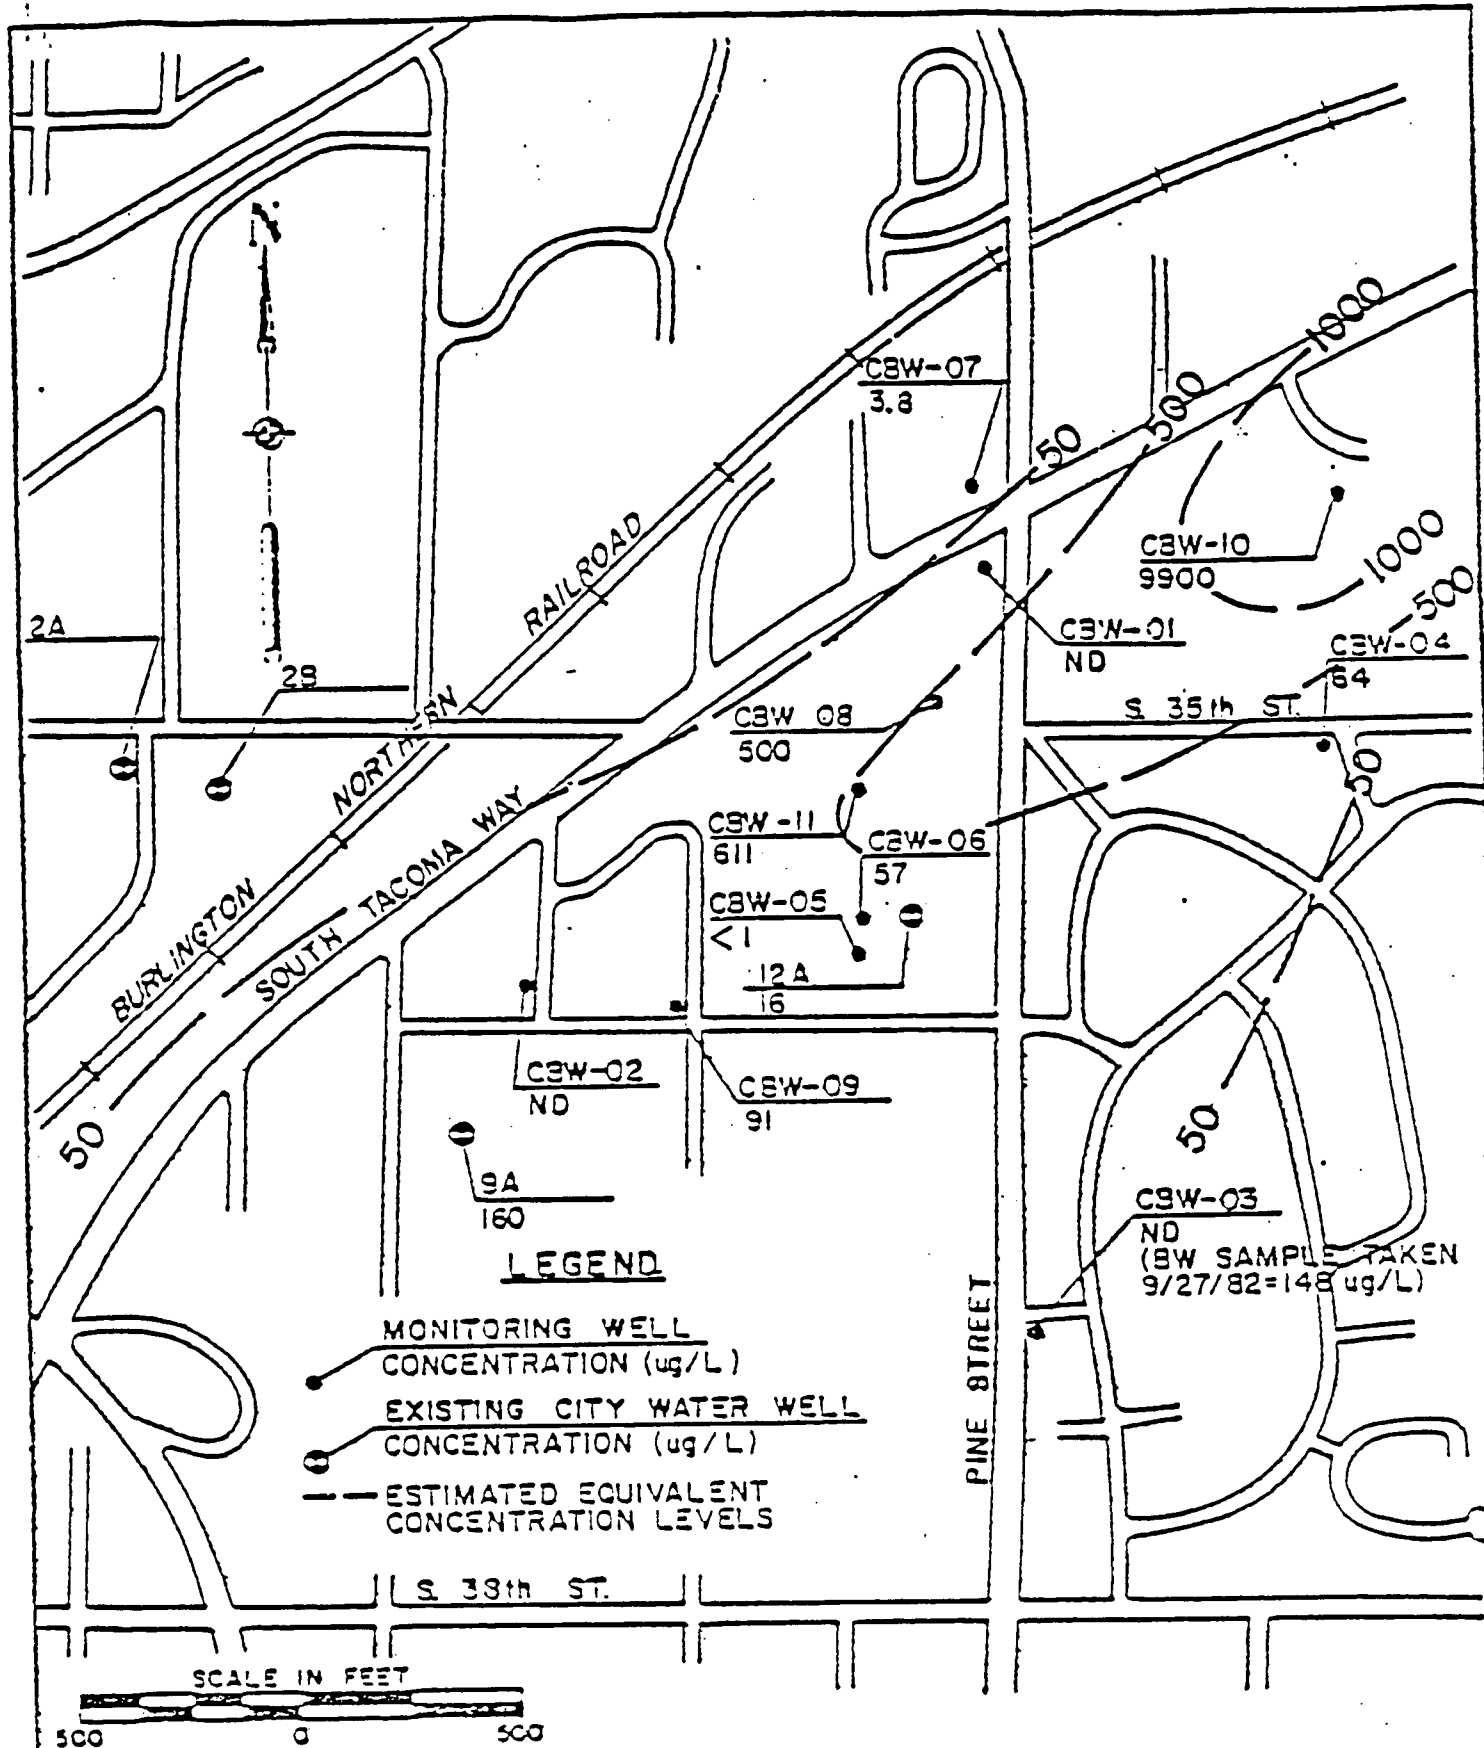 1000
CBW-07
3.8
500
50
CBW-10
9900
1000
500
RAILROAD
2A
CBW-01
ND
CBW-04
64
2B
CBW 08
500
S. 35th ST.
NORTHERN
50
CBW-11
611
CBW-06
57
SOUTH TACOMA WAY
BURLINGTON
CBW-05
<1
12A
16
CBW-02
ND
CBW-09
91
50
50
9A
160
CBW-03
ND
(BW SAMPLE TAKEN
9/27/82=148 ug/L)
LEGEND
MONITORING WELL
CONCENTRATION (ug/L)
EXISTING CITY WATER WELL
CONCENTRATION (ug/L)
ESTIMATED EQUIVALENT
CONCENTRATION LEVELS
PINE STREET
S. 38th ST.
SCALE IN FEET
500 0 500